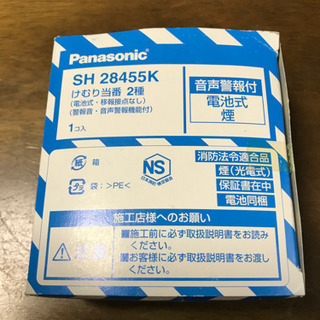 Panasonic
SH 28455K
けむり当番 2種
(電池式・移報接点なし)
(警報音・音声警報機能付)
1コ入
音声警報付
電池式
煙
紙
箱
プラ
袋:>PE<
NS
消防法令適合品
煙(光電式)
保証書在中
電池同梱
施工店様へのお願い
注意
■施工前に必ず取扱説明書をお読み
ください。
■お客様に必ず取扱説明書をお渡し
ください。